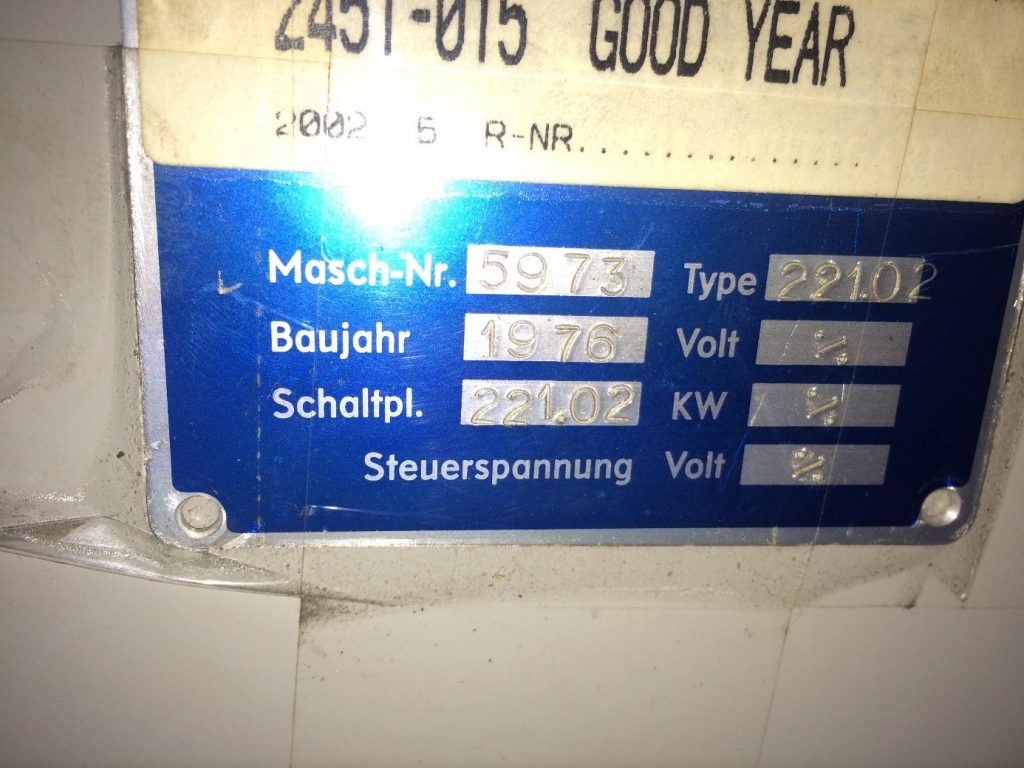 2451-015 GOOD YEAR
2002 6 R-NR..............
Masch-Nr. 5973 Type 221.02
Baujahr 1976 Volt ·/.
Schaltpl. 221.02 KW ·/.
Steuerspannung Volt ·/.